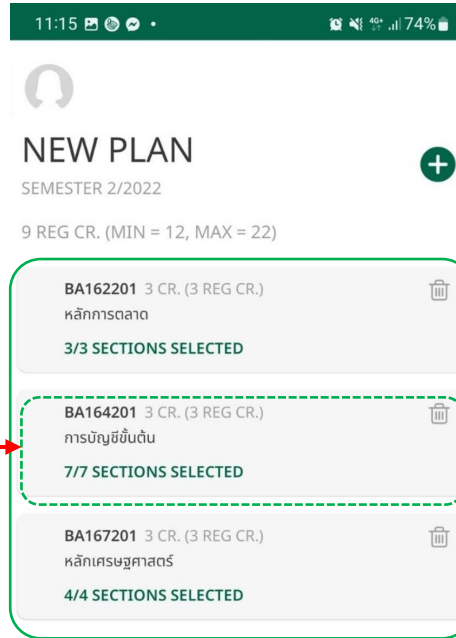 11:15 4G+ 74%
NEW PLAN
SEMESTER 2/2022
9 REG CR. (MIN = 12, MAX = 22)
BA162201 3 CR. (3 REG CR.)
หลักการตลาด
3/3 SECTIONS SELECTED
BA164201 3 CR. (3 REG CR.)
การบัญชีขั้นต้น
7/7 SECTIONS SELECTED
BA167201 3 CR. (3 REG CR.)
หลักเศรษฐศาสตร์
4/4 SECTIONS SELECTED